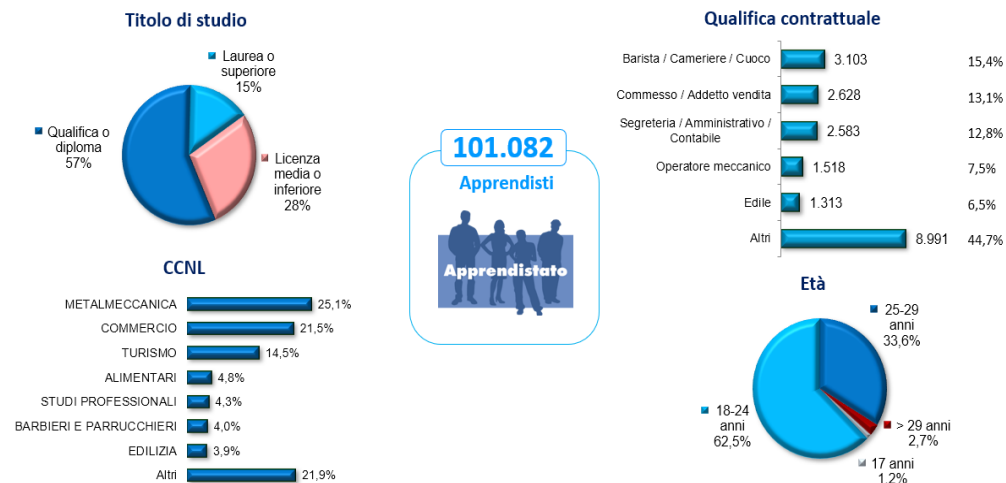 Titolo di studio
Laurea o
superiore
15%
Qualifica o
diploma
57%
Licenza
media o
inferiore
28%
CCNL
METALMECCANICA 25,1%
COMMERCIO 21,5%
TURISMO 14,5%
ALIMENTARI 4,8%
STUDI PROFESSIONALI 4,3%
BARBIERI E PARRUCCHIERI 4,0%
EDILIZIA 3,9%
Altri 21,9%
101.082
Apprendisti
Apprendistato
Qualifica contrattuale
Barista / Cameriere / Cuoco 3.103 15,4%
Commesso / Addetto vendita 2.628 13,1%
Segreteria / Amministrativo /
Contabile 2.583 12,8%
Operatore meccanico 1.518 7,5%
Edile 1.313 6,5%
Altri 8.991 44,7%
Età
25-29
anni
33,6%
18-24
anni
62,5%
> 29 anni
2,7%
17 anni
1,2%